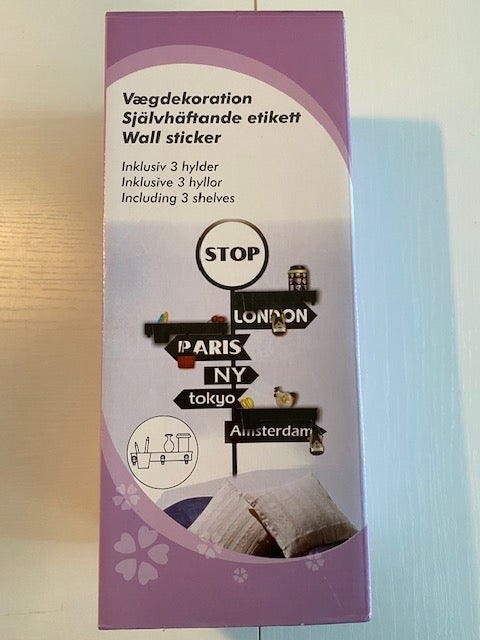 Vægdekoration
Självhäftande etikett
Wall sticker
Inklusiv 3 hylder
Inklusive 3 hyllor
Including 3 shelves
STOP
LONDON
PARIS
NY
tokyo
Amsterdam